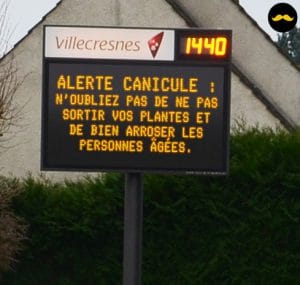 Villecresnes
1440
ALERTE CANICULE :
N'OUBLIEZ PAS DE NE PAS
SORTIR VOS PLANTES ET
DE BIEN ARROSER LES
PERSONNES ÂGÉES.